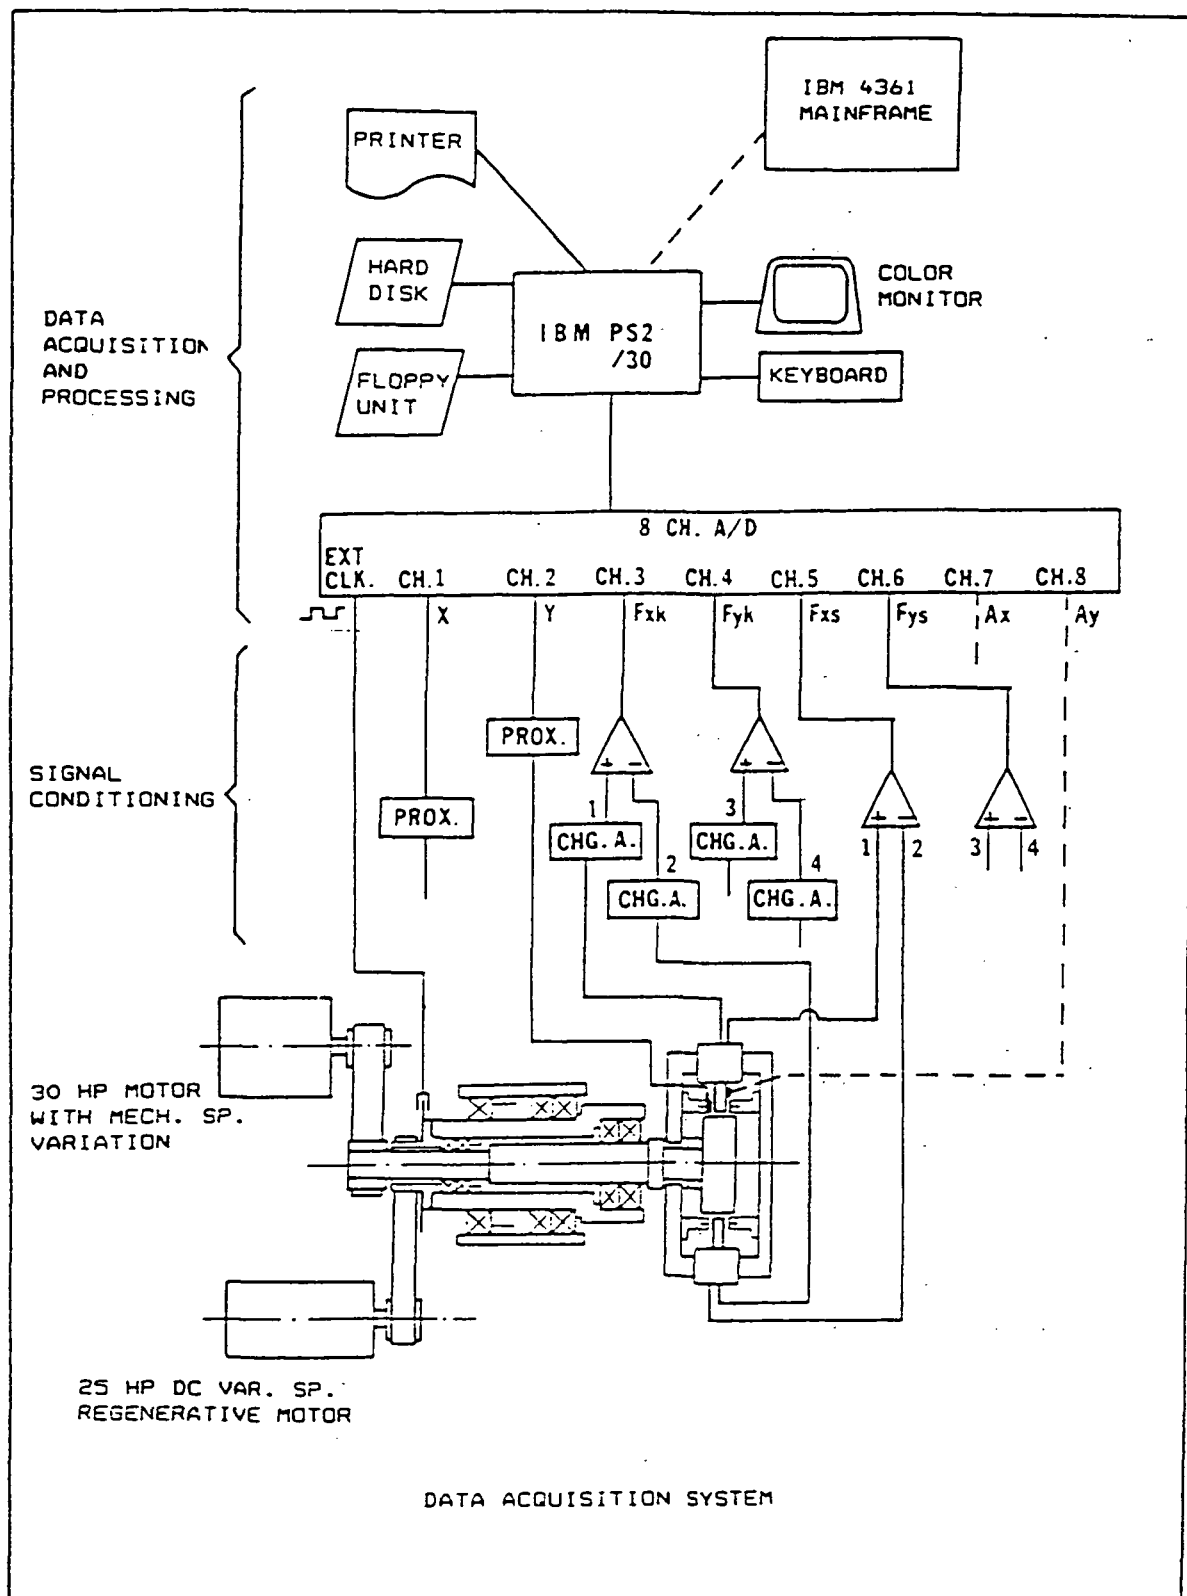 IBM 4361
MAINFRAME
PRINTER
HARD
DISK
COLOR
MONITOR
DATA
ACQUISITION
AND
PROCESSING
IBM PS2
/30
FLOPPY
UNIT
KEYBOARD
8 CH. A/D
EXT
CLK. CH.1 CH.2 CH.3 CH.4 CH.5 CH.6 CH.7 CH.8
X Y Fxk Fyk Fxs Fys Ax Ay
SIGNAL
CONDITIONING
PROX.
+ - + -
PROX.
1 3
+ - + -
CHG. A. CHG. A. 1 2 3 4
2 4
CHG.A. CHG. A.
30 HP MOTOR
WITH MECH. SP.
VARIATION
25 HP DC VAR. SP.
REGENERATIVE MOTOR
DATA ACQUISITION SYSTEM